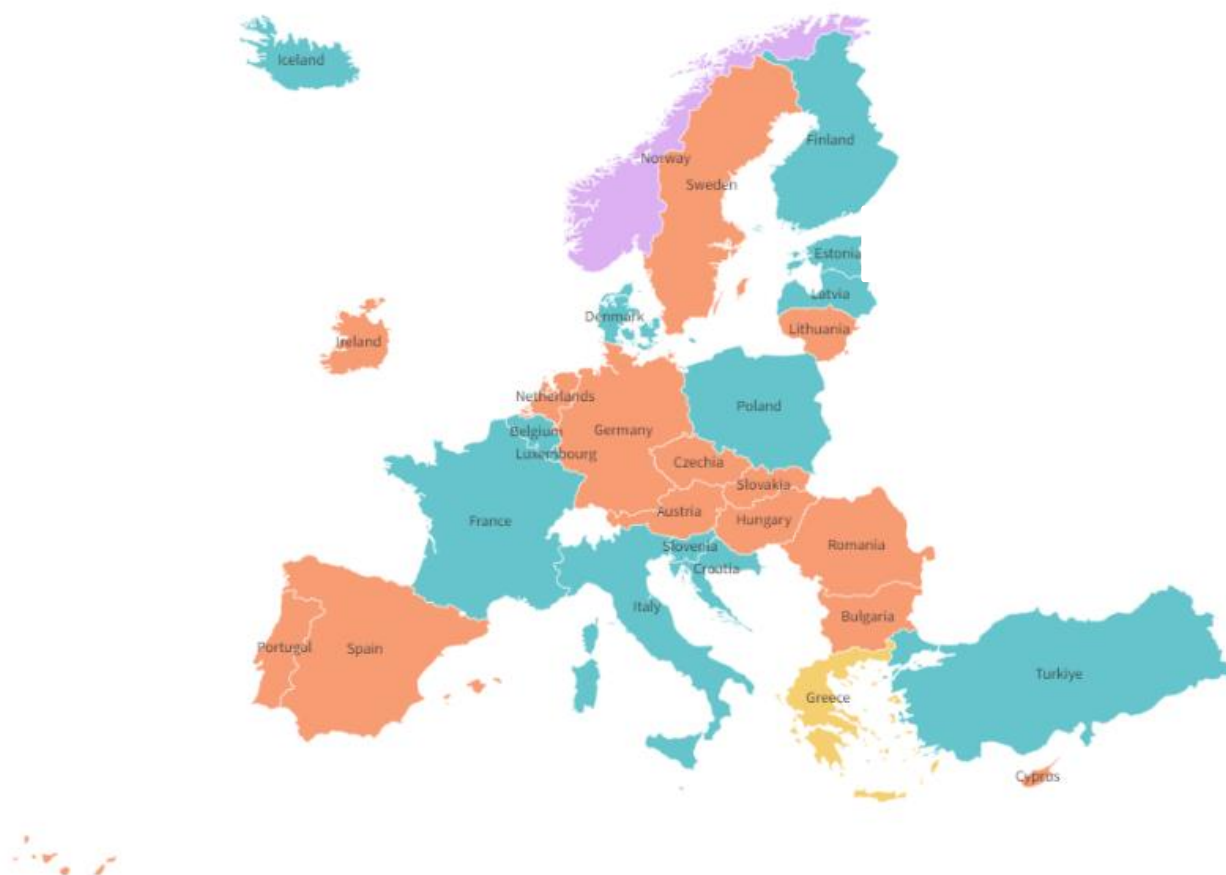 Iceland
Norway
Finland
Sweden
Estonia
Latvia
Denmark
Lithuania
Ireland
Netherlands
Poland
Belgium
Germany
Luxembourg
Czechia
Slovakia
Austria
France
Hungary
Slovenia
Romania
Croatia
Italy
Bulgaria
Portugal
Spain
Turkiye
Greece
Cyprus